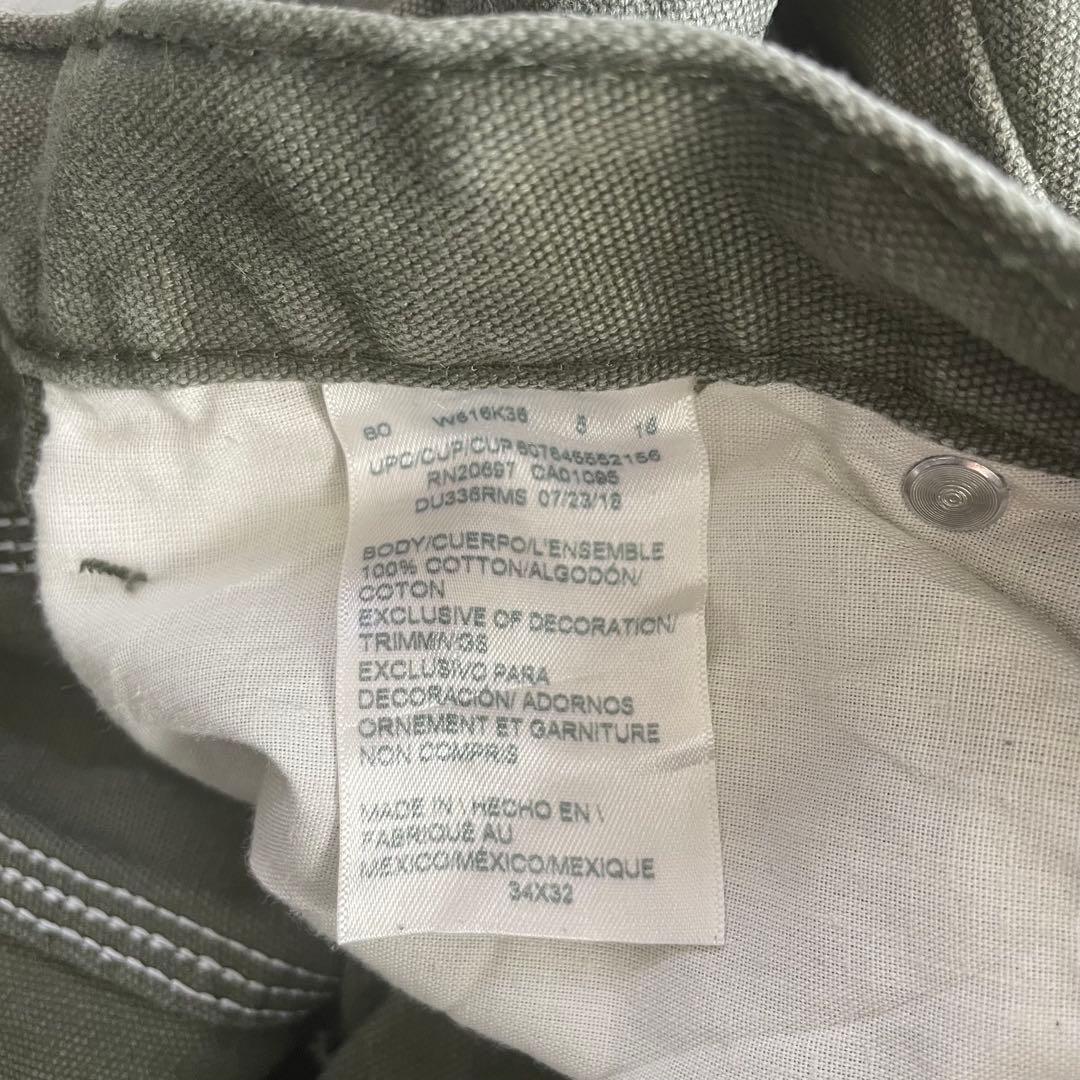 60 W616K36 5 18
UPC/CUP/CUP 607645552156
RN20697 CA01095
DU336RMS 07/23/18
BODY/CUERPO/L'ENSEMBLE
100% COTTON/ALGODÓN/
COTON
EXCLUSIVE OF DECORATION/
TRIMMINGS
EXCLUSIVO PARA
DECORACIÓN/ ADORNOS
ORNEMENT ET GARNITURE
NON COMPRIS
MADE IN \ HECHO EN \
FABRIQUÉ AU
MEXICO/MÉXICO/MEXIQUE
34X32